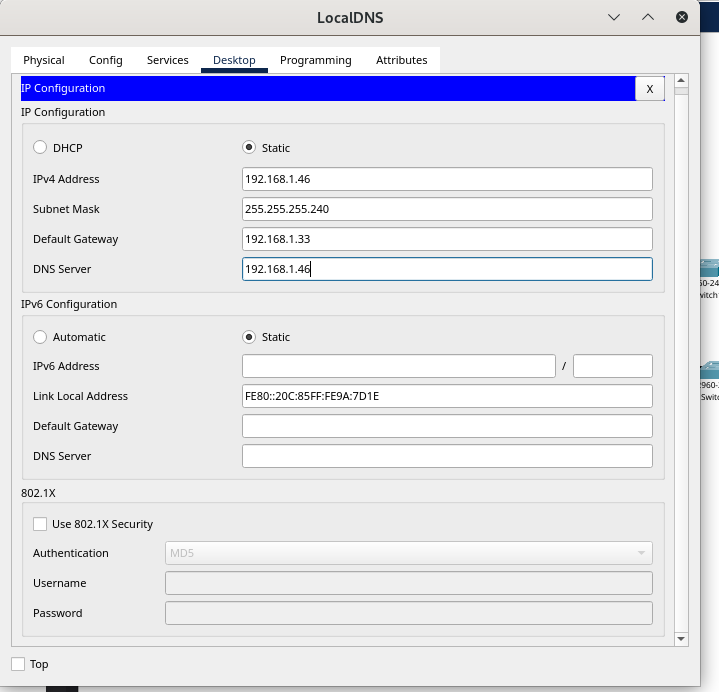 LocalDNS
Physical Config Services Desktop Programming Attributes
IP Configuration X
IP Configuration
DHCP Static
IPv4 Address 192.168.1.46
Subnet Mask 255.255.255.240
Default Gateway 192.168.1.33
DNS Server 192.168.1.46
IPv6 Configuration
Automatic Static
IPv6 Address /
Link Local Address FE80::20C:85FF:FE9A:7D1E
Default Gateway
DNS Server
802.1X
Use 802.1X Security
Authentication MD5
Username
Password
Top